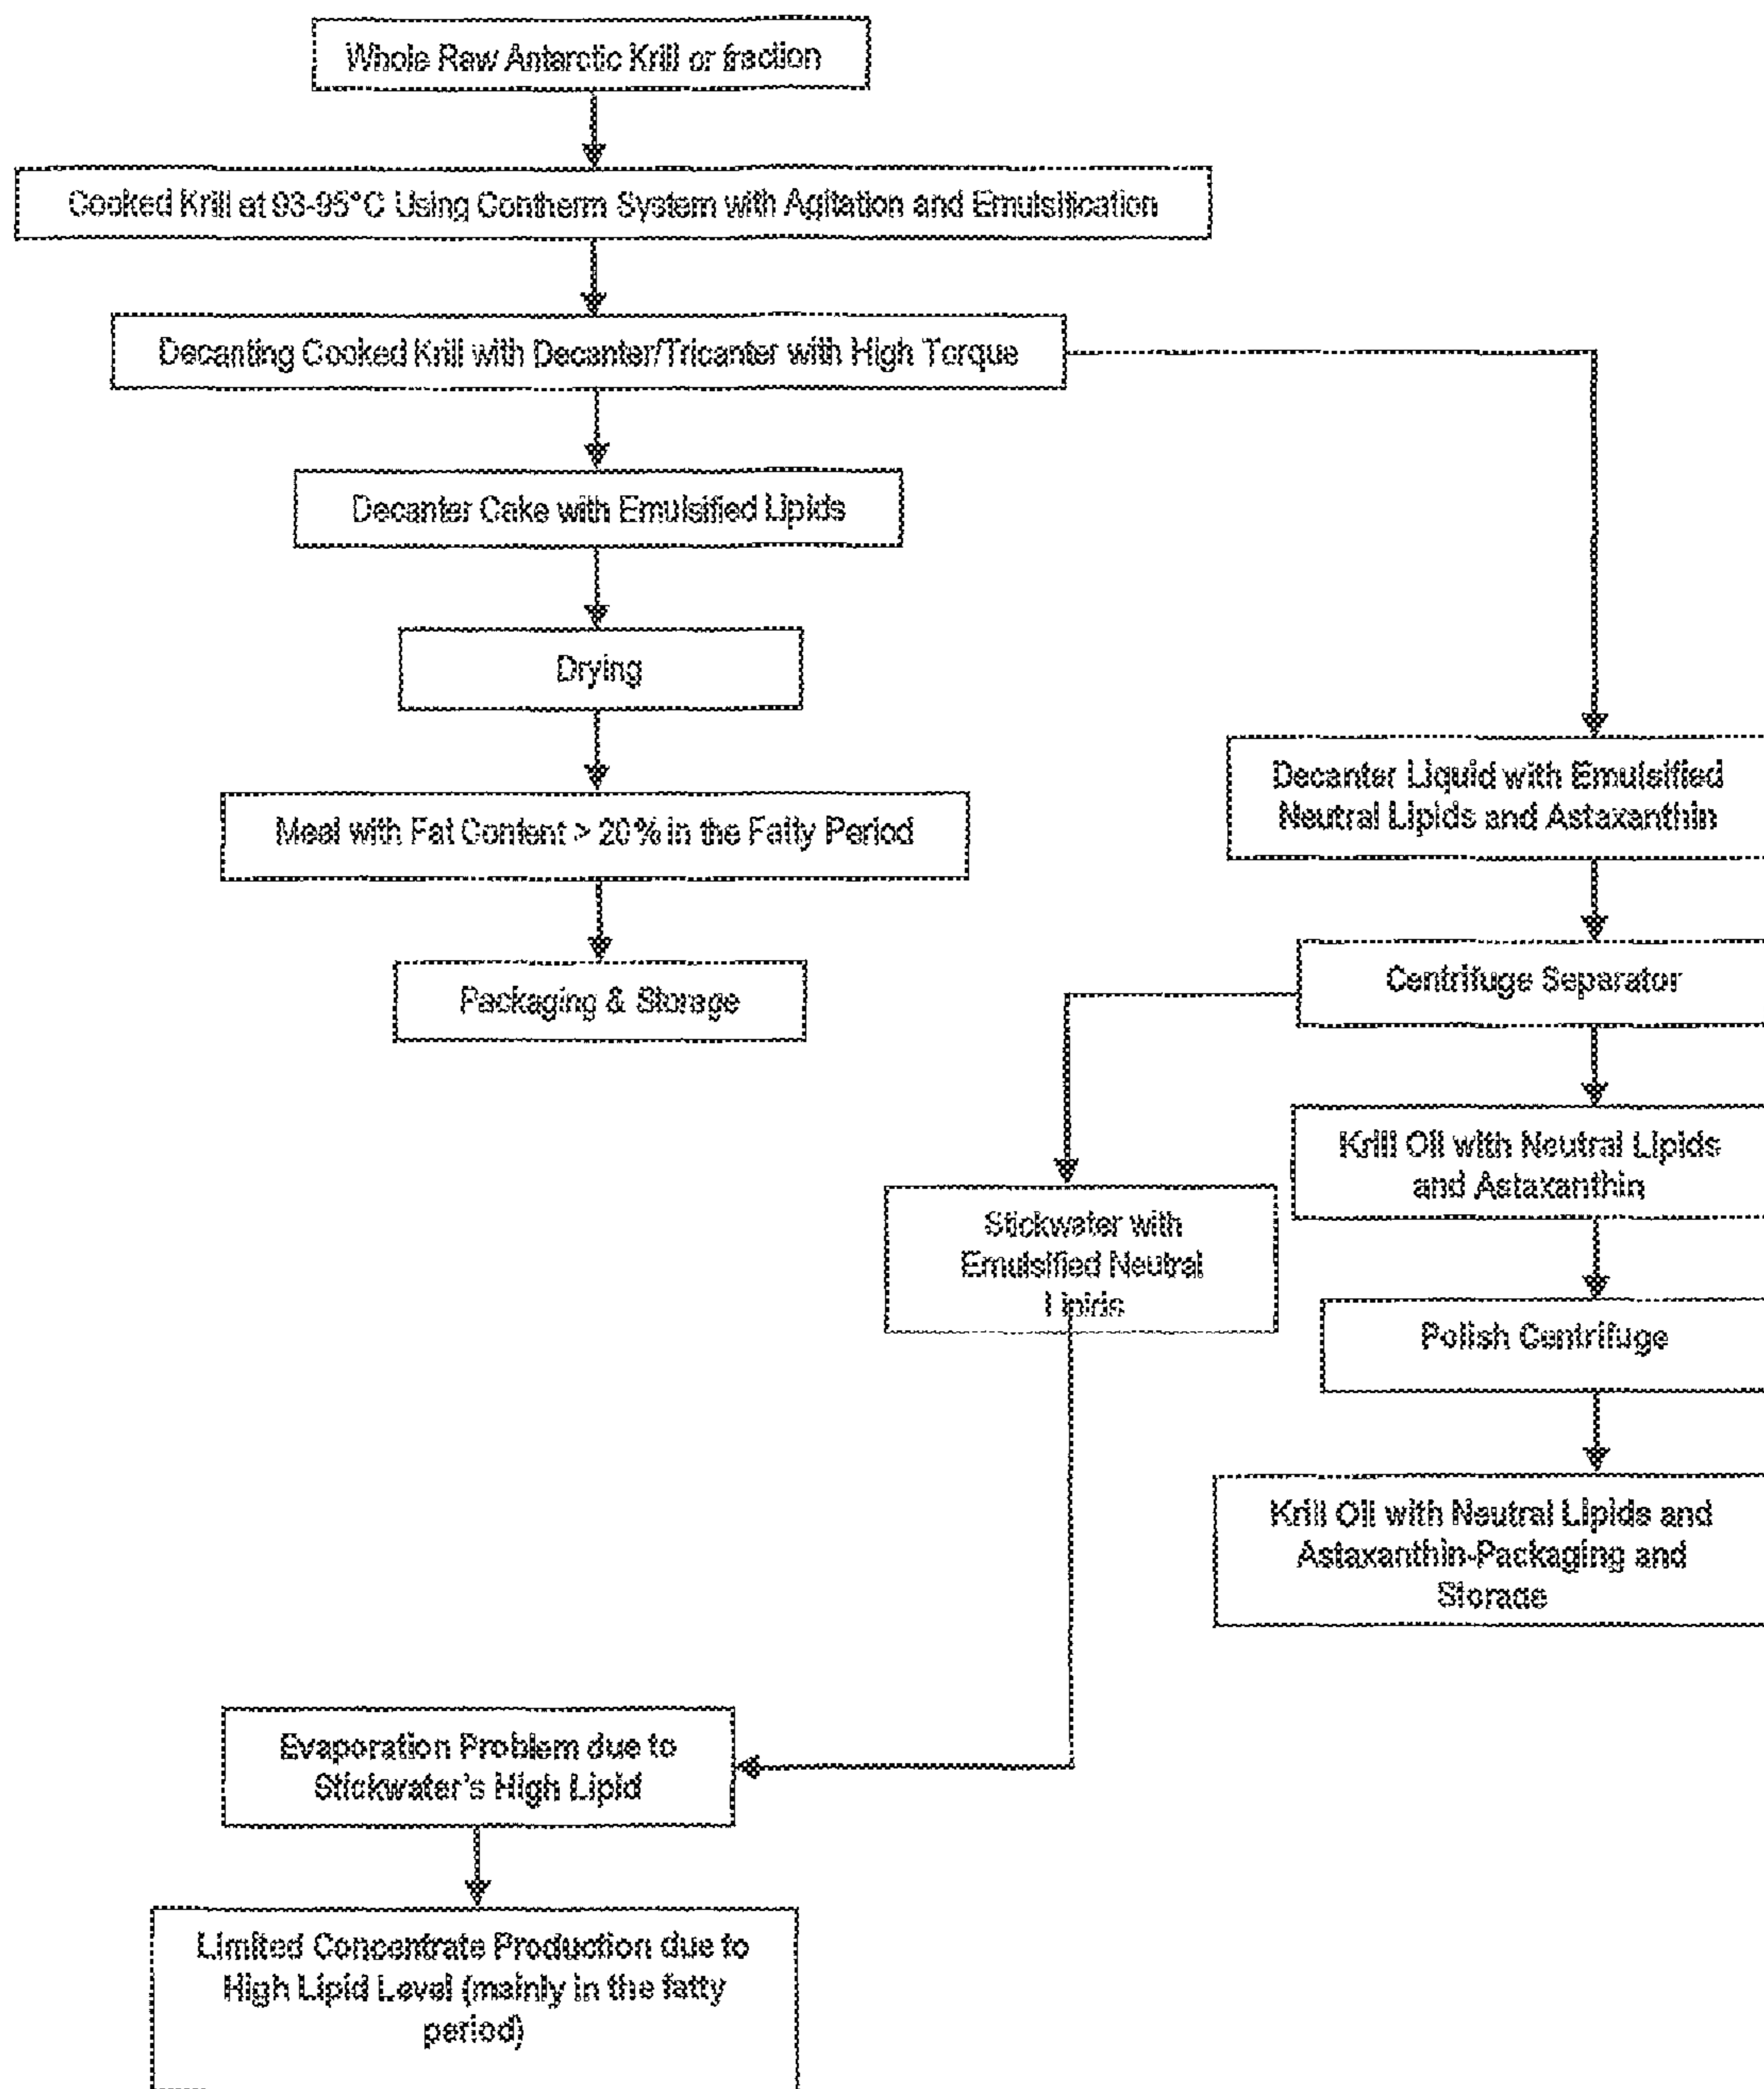 Whole Raw Antarctic Krill or fraction
Cooked Krill at 93-95°C Using Contherm System with Agitation and Emulsification
Decanting Cooked Krill with Decanter/Tricanter with High Torque
Decanter Cake with Emulsified Lipids
Drying
Meal with Fat Content > 20% in the Fatty Period
Packaging & Storage
Decanter Liquid with Emulsified
Neutral Lipids and Astaxanthin
Centrifuge Separator
Krill Oil with Neutral Lipids
and Astaxanthin
Stickwater with
Emulsified Neutral
Lipids
Polish Centrifuge
Krill Oil with Neutral Lipids and
Astaxanthin-Packaging and
Storage
Evaporation Problem due to
Stickwater's High Lipid
Limited Concentrate Production due to
High Lipid Level (mainly in the fatty
period)